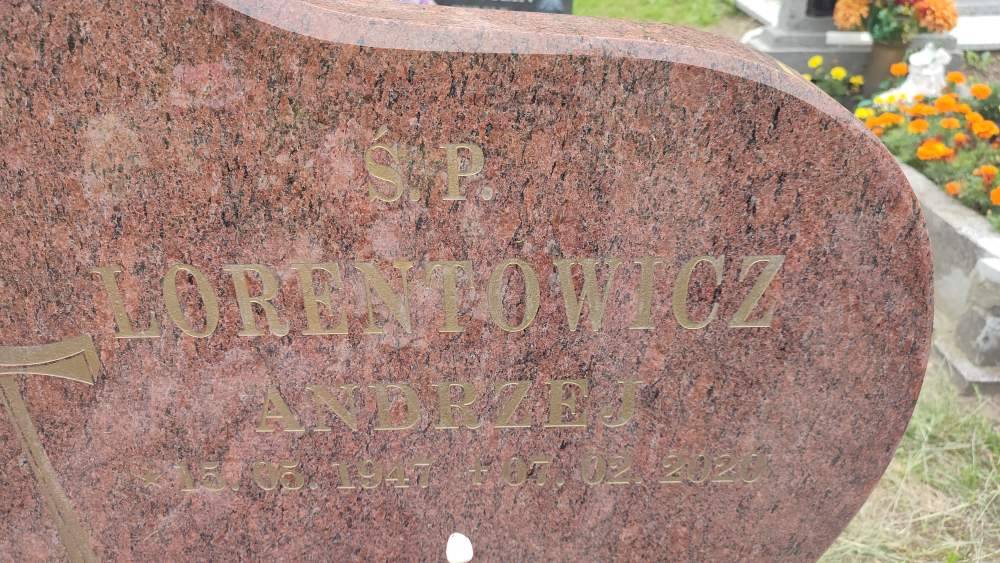 Ś. P.
LORENTOWICZ
ANDRZEJ
* 15. 05. 1947 + 07. 02. 2020